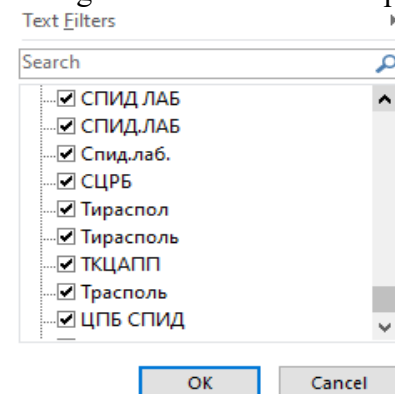 Text Filters
Search
СПИД ЛАБ
СПИД.ЛАБ
Спид.лаб.
СЦРБ
Тираспол
Тирасполь
ТКЦАПП
Трасполь
ЦПБ СПИД
OK
Cancel